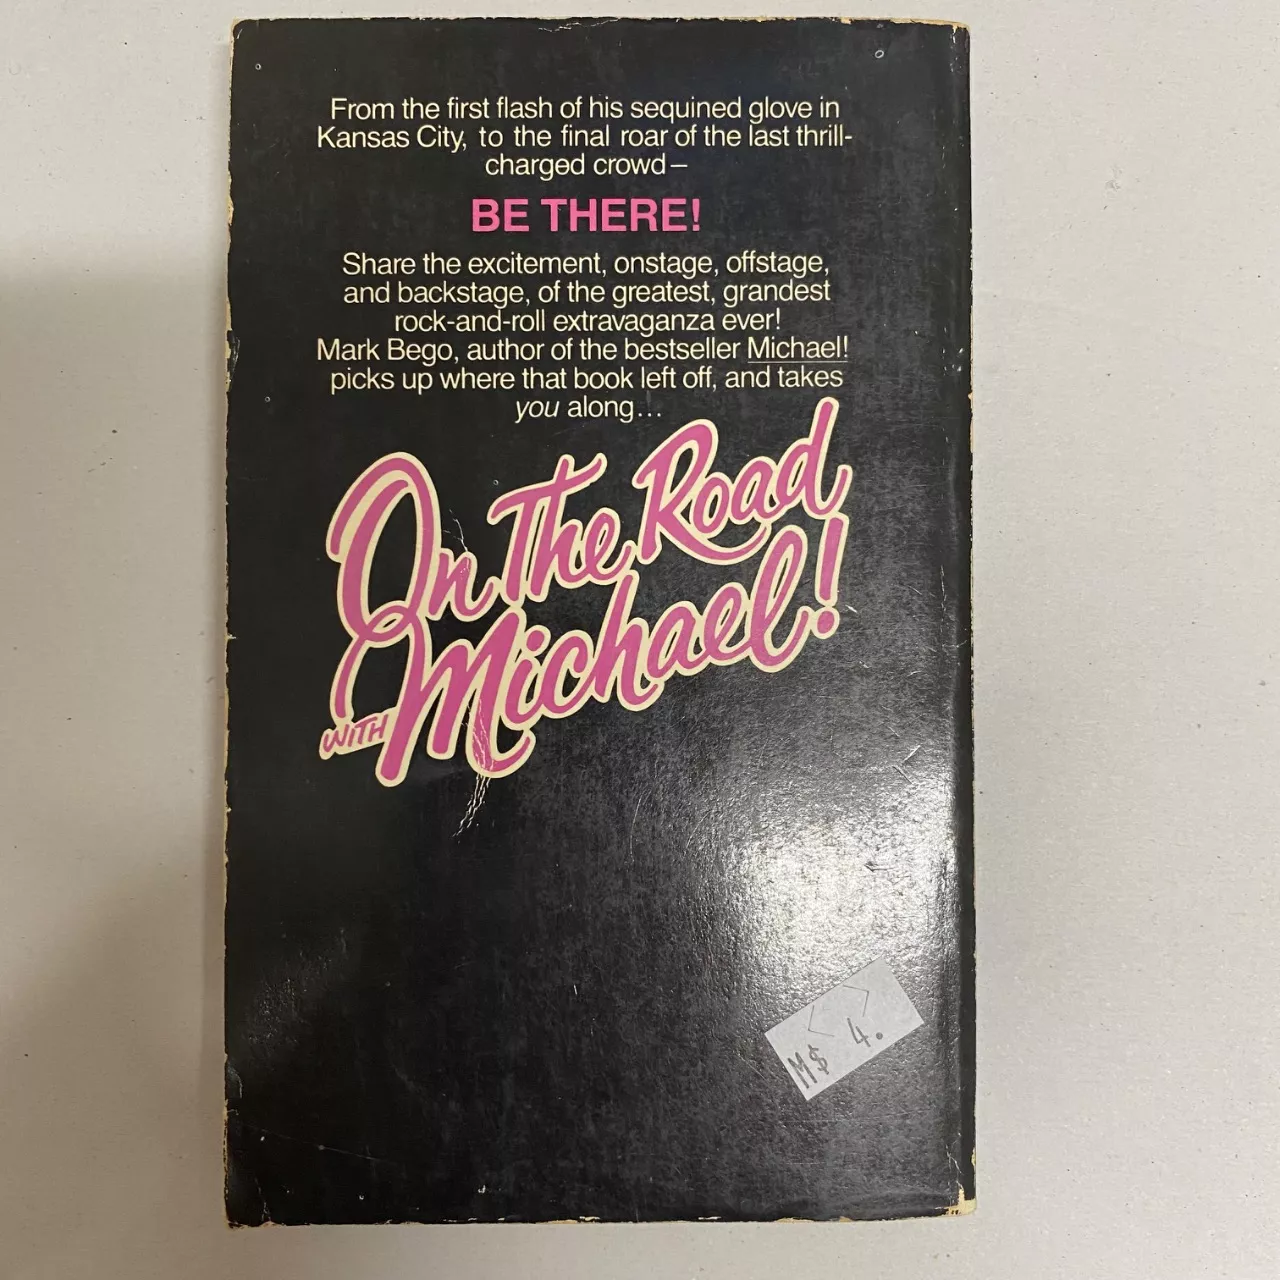 From the first flash of his sequined glove in
Kansas City, to the final roar of the last thrill-
charged crowd—
BE THERE!
Share the excitement, onstage, offstage,
and backstage, of the greatest, grandest
rock-and-roll extravaganza ever!
Mark Bego, author of the bestseller Michael!
picks up where that book left off, and takes
you along...
On The Road
WITH Michael!
M$ 4.